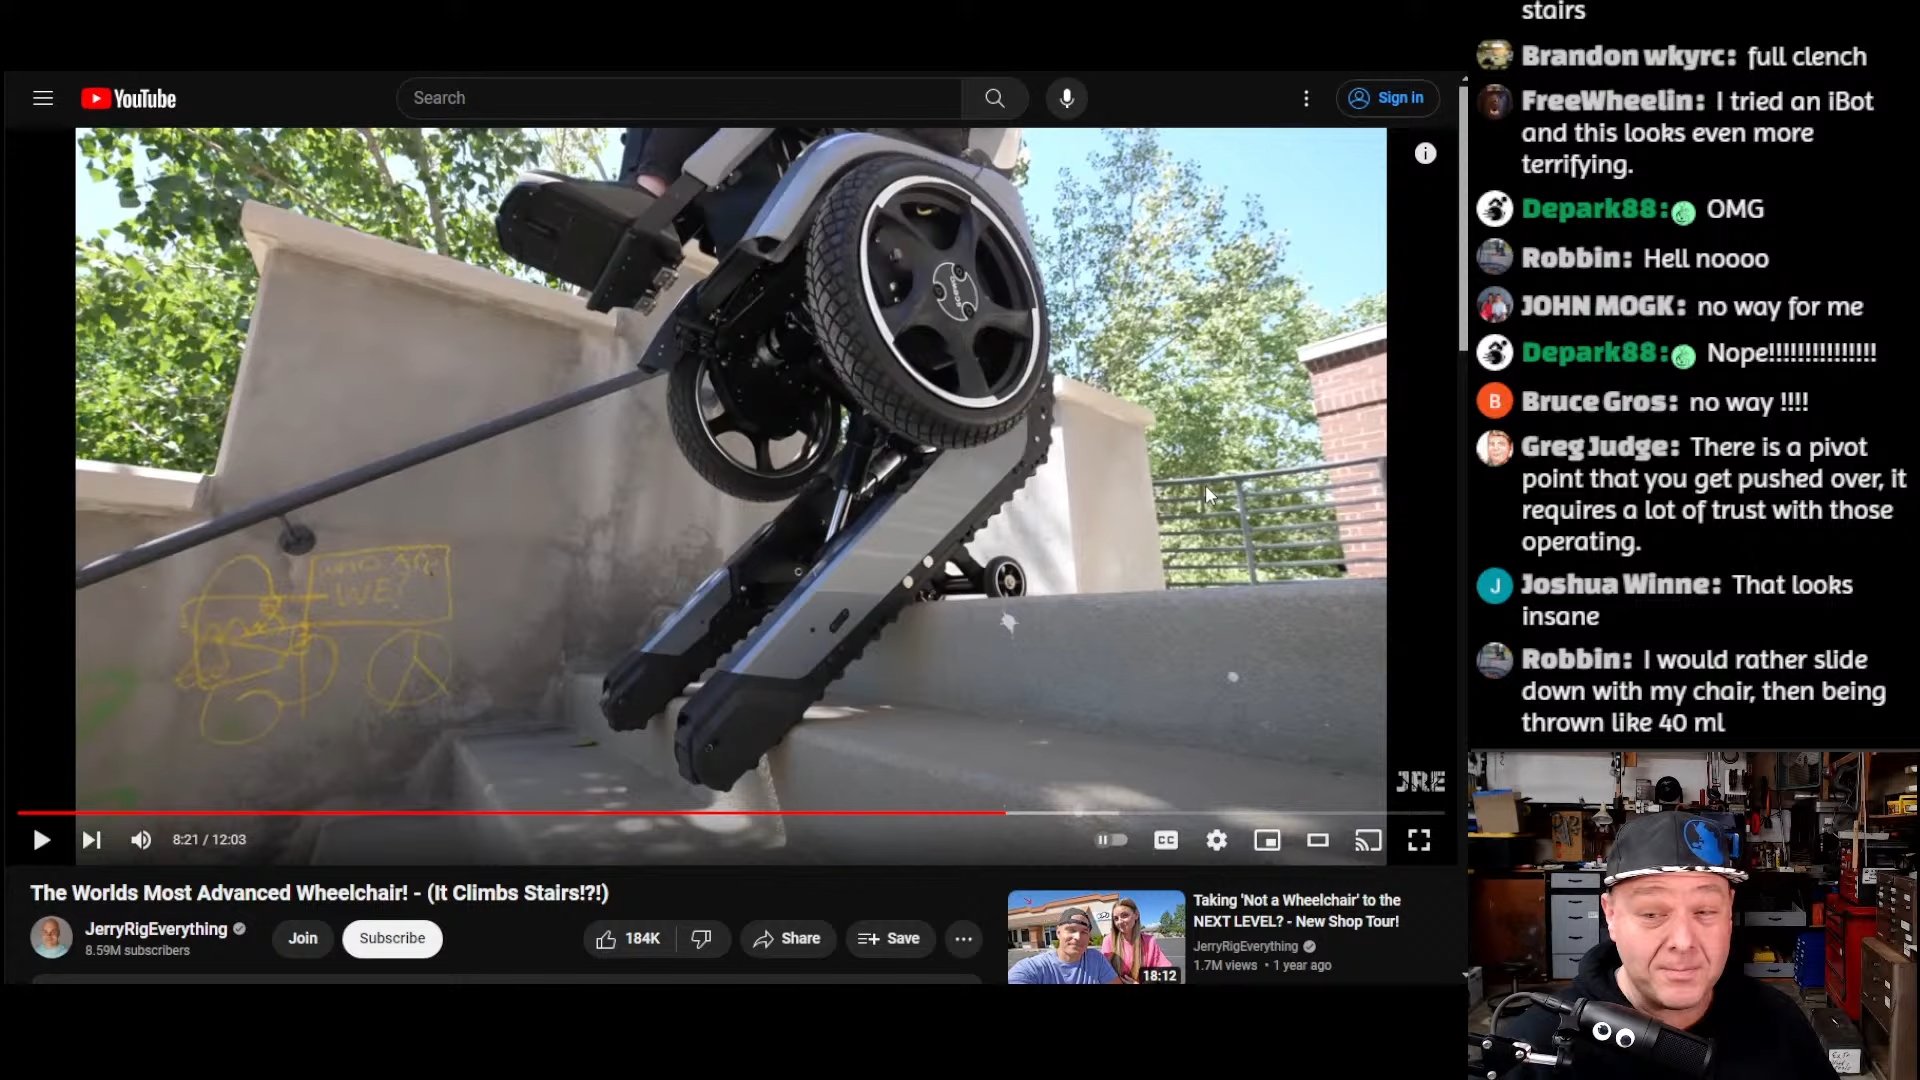 YouTube
Search
Sign in
WHO ARE
WE?
JRE
8:21 / 12:03
CC
The Worlds Most Advanced Wheelchair! - (It Climbs Stairs!?!)
JerryRigEverything
8.59M subscribers
Join
Subscribe
184K
Share
Save
18:12
Taking 'Not a Wheelchair' to the
NEXT LEVEL? - New Shop Tour!
JerryRigEverything
1.7M views • 1 year ago
stairs
Brandon wkyrc: full clench
FreeWheelin: I tried an iBot
and this looks even more
terrifying.
Depark88: OMG
Robbin: Hell noooo
JOHN MOGK: no way for me
Depark88: Nope!!!!!!!!!!!!!!!
B
Bruce Gros: no way !!!!
Greg Judge: There is a pivot
point that you get pushed over, it
requires a lot of trust with those
operating.
J
Joshua Winne: That looks
insane
Robbin: I would rather slide
down with my chair, then being
thrown like 40 ml